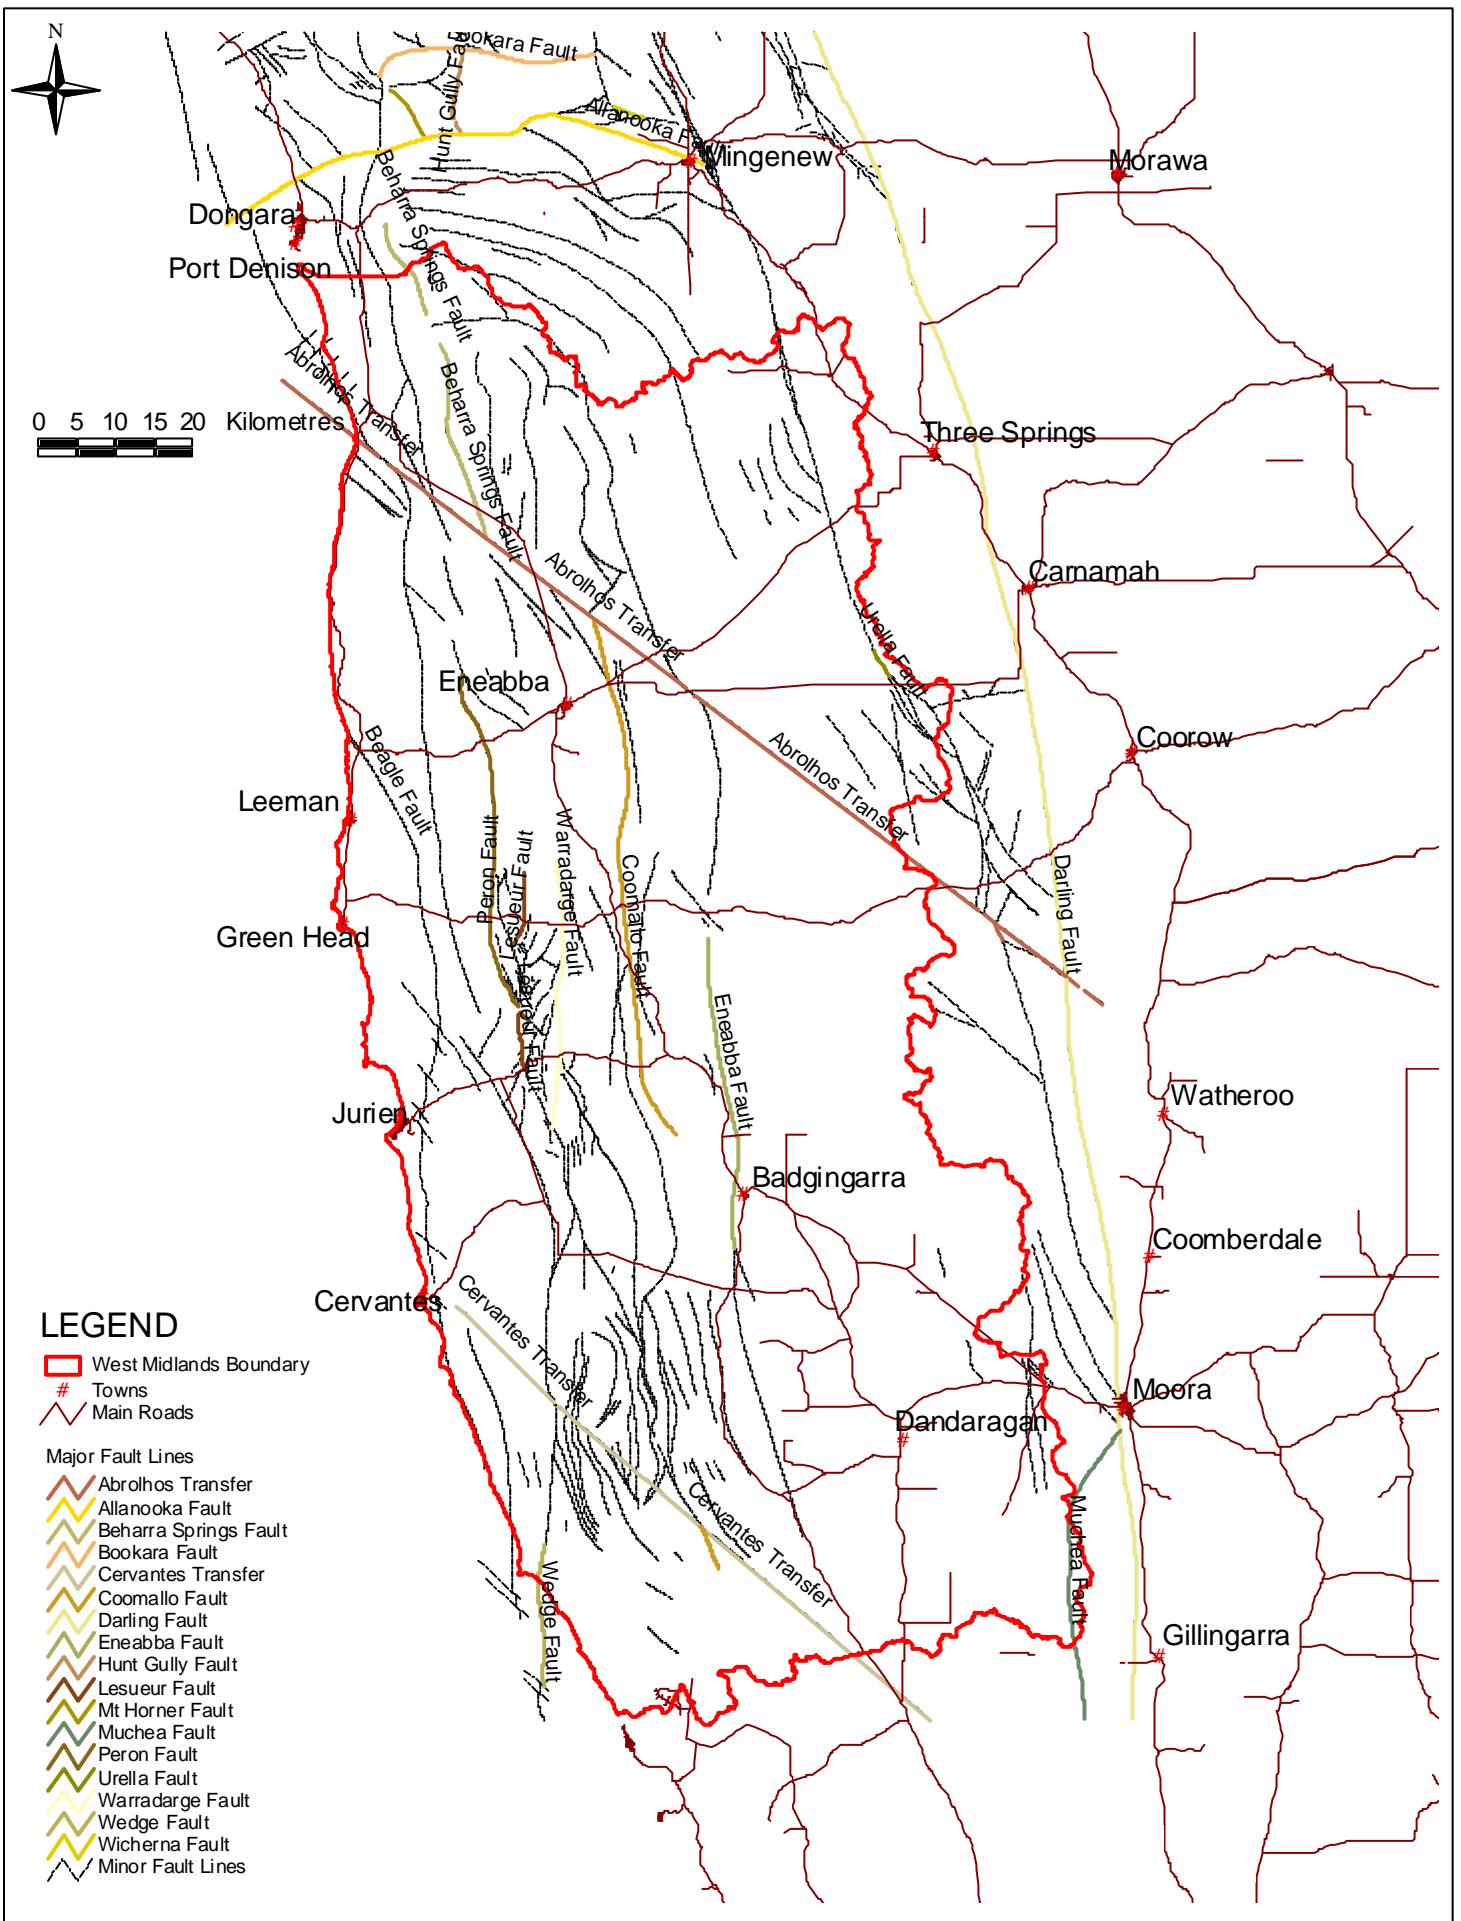 N
Bookara Fault
Hunt Gully Fault
Allanooka Fault
Mingenew
Morawa
Beharra Springs Fault
Dongara
Port Denison
Abrolhos Transfer
0 5 10 15 20 Kilometres
Beharra Springs Fault
Three Springs
Abrolhos Transfer
Carnamah
Urella Fault
Eneabba
Coorow
Beagle Fault
Abrolhos Transfer
Leeman
Peron Fault
Lesueur Fault
Warradarge Fault
Coomallo Fault
Darling Fault
Green Head
Lesueur Fault
Eneabba Fault
Jurien
Watheroo
Badgingarra
Coomberdale
Cervantes
Cervantes Transfer
Moora
Dandaragan
Cervantes Transfer
Muchea Fault
Wedge Fault
Gillingarra
LEGEND
West Midlands Boundary
# Towns
Main Roads
Major Fault Lines
Abrolhos Transfer
Allanooka Fault
Beharra Springs Fault
Bookara Fault
Cervantes Transfer
Coomallo Fault
Darling Fault
Eneabba Fault
Hunt Gully Fault
Lesueur Fault
Mt Horner Fault
Muchea Fault
Peron Fault
Urella Fault
Warradarge Fault
Wedge Fault
Wicherna Fault
Minor Fault Lines